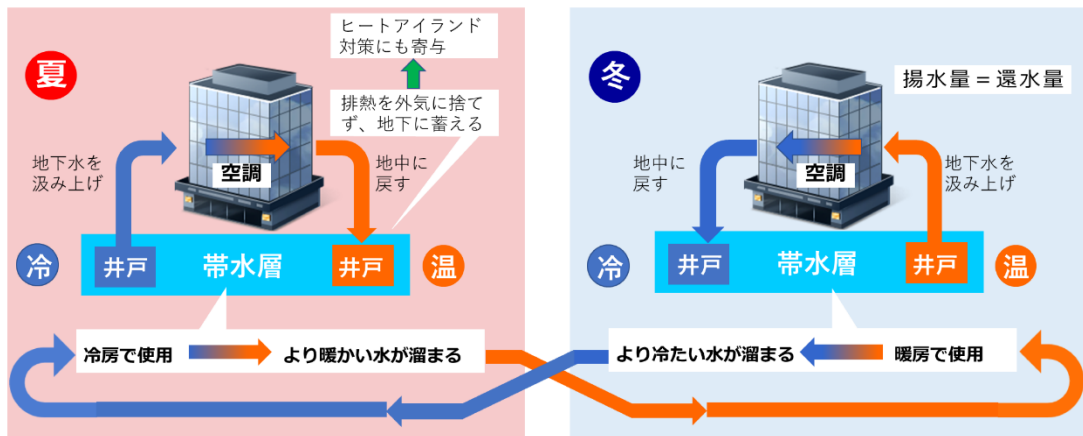 夏
ヒートアイランド
対策にも寄与
排熱を外気に捨て
ず、地下に蓄える
地下水を
汲み上げ
空調
地中に
戻す
冷
井戸
帯水層
井戸
温
冷房で使用
より暖かい水が溜まる
冬
揚水量＝還水量
地中に
戻す
空調
地下水を
汲み上げ
冷
井戸
帯水層
井戸
温
より冷たい水が溜まる
暖房で使用